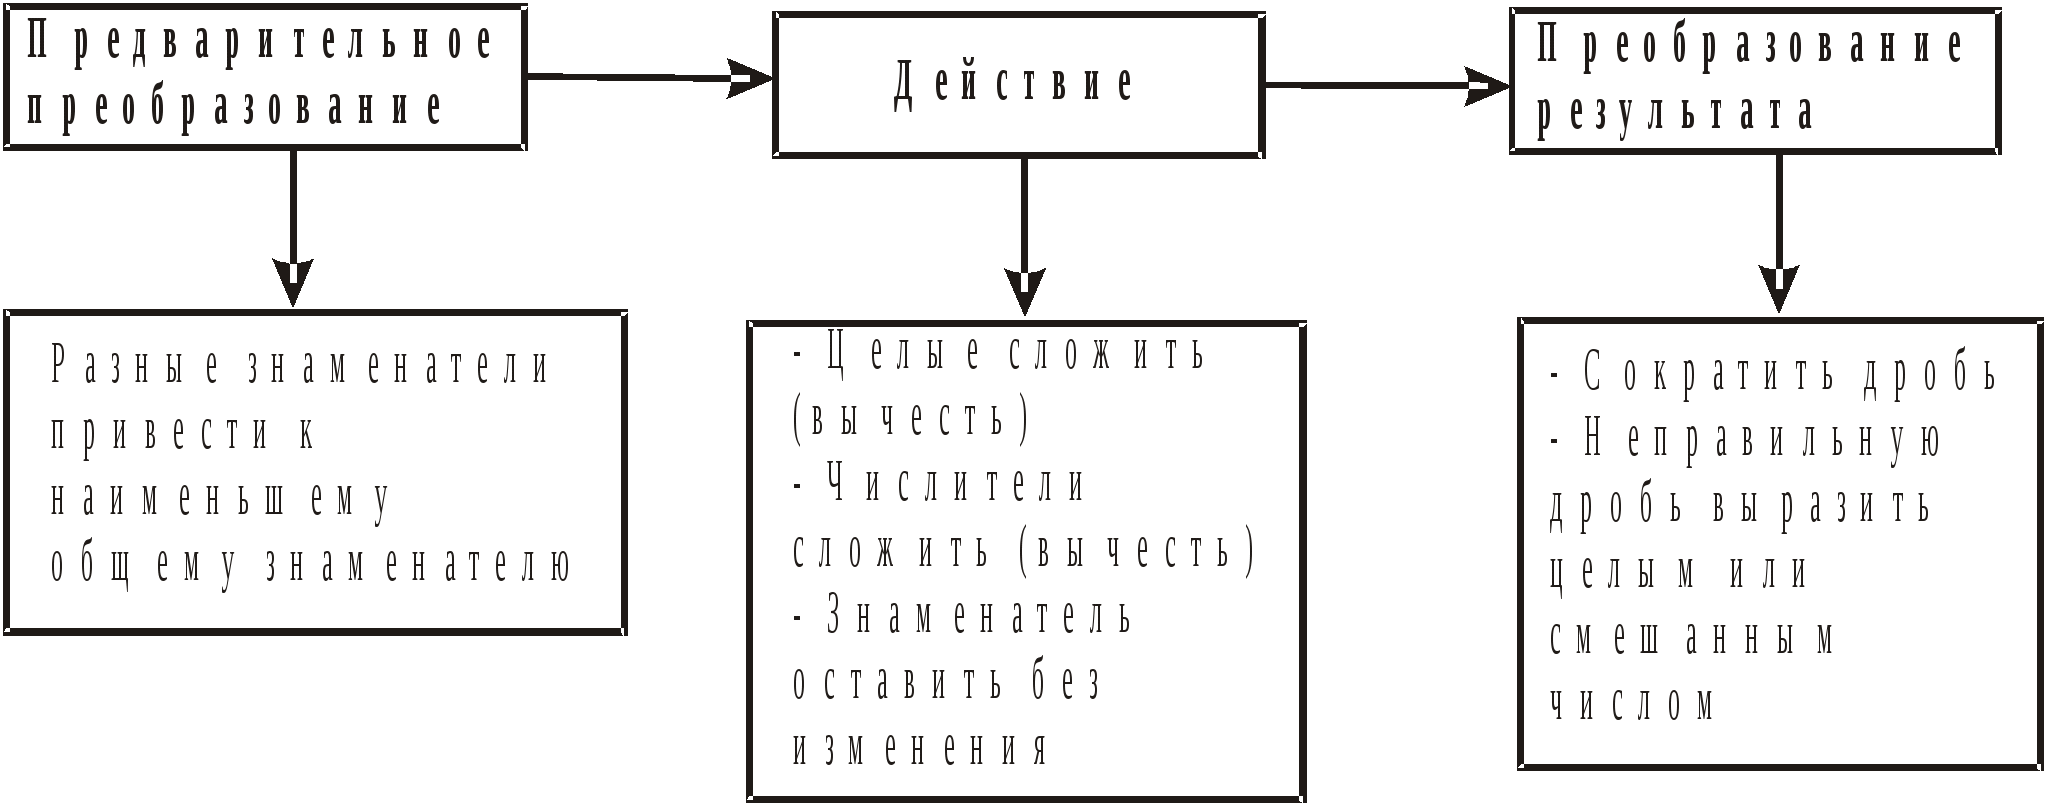 Предварительное
преобразование
Действие
Преобразование
результата
Разные знаменатели
привести к
наименьшему
общему знаменателю
- Целые сложить
(вычесть)
- Числители
сложить (вычесть)
- Знаменатель
оставить без
изменения
- Сократить дробь
- Неправильную
дробь выразить
целым или
смешанным
числом